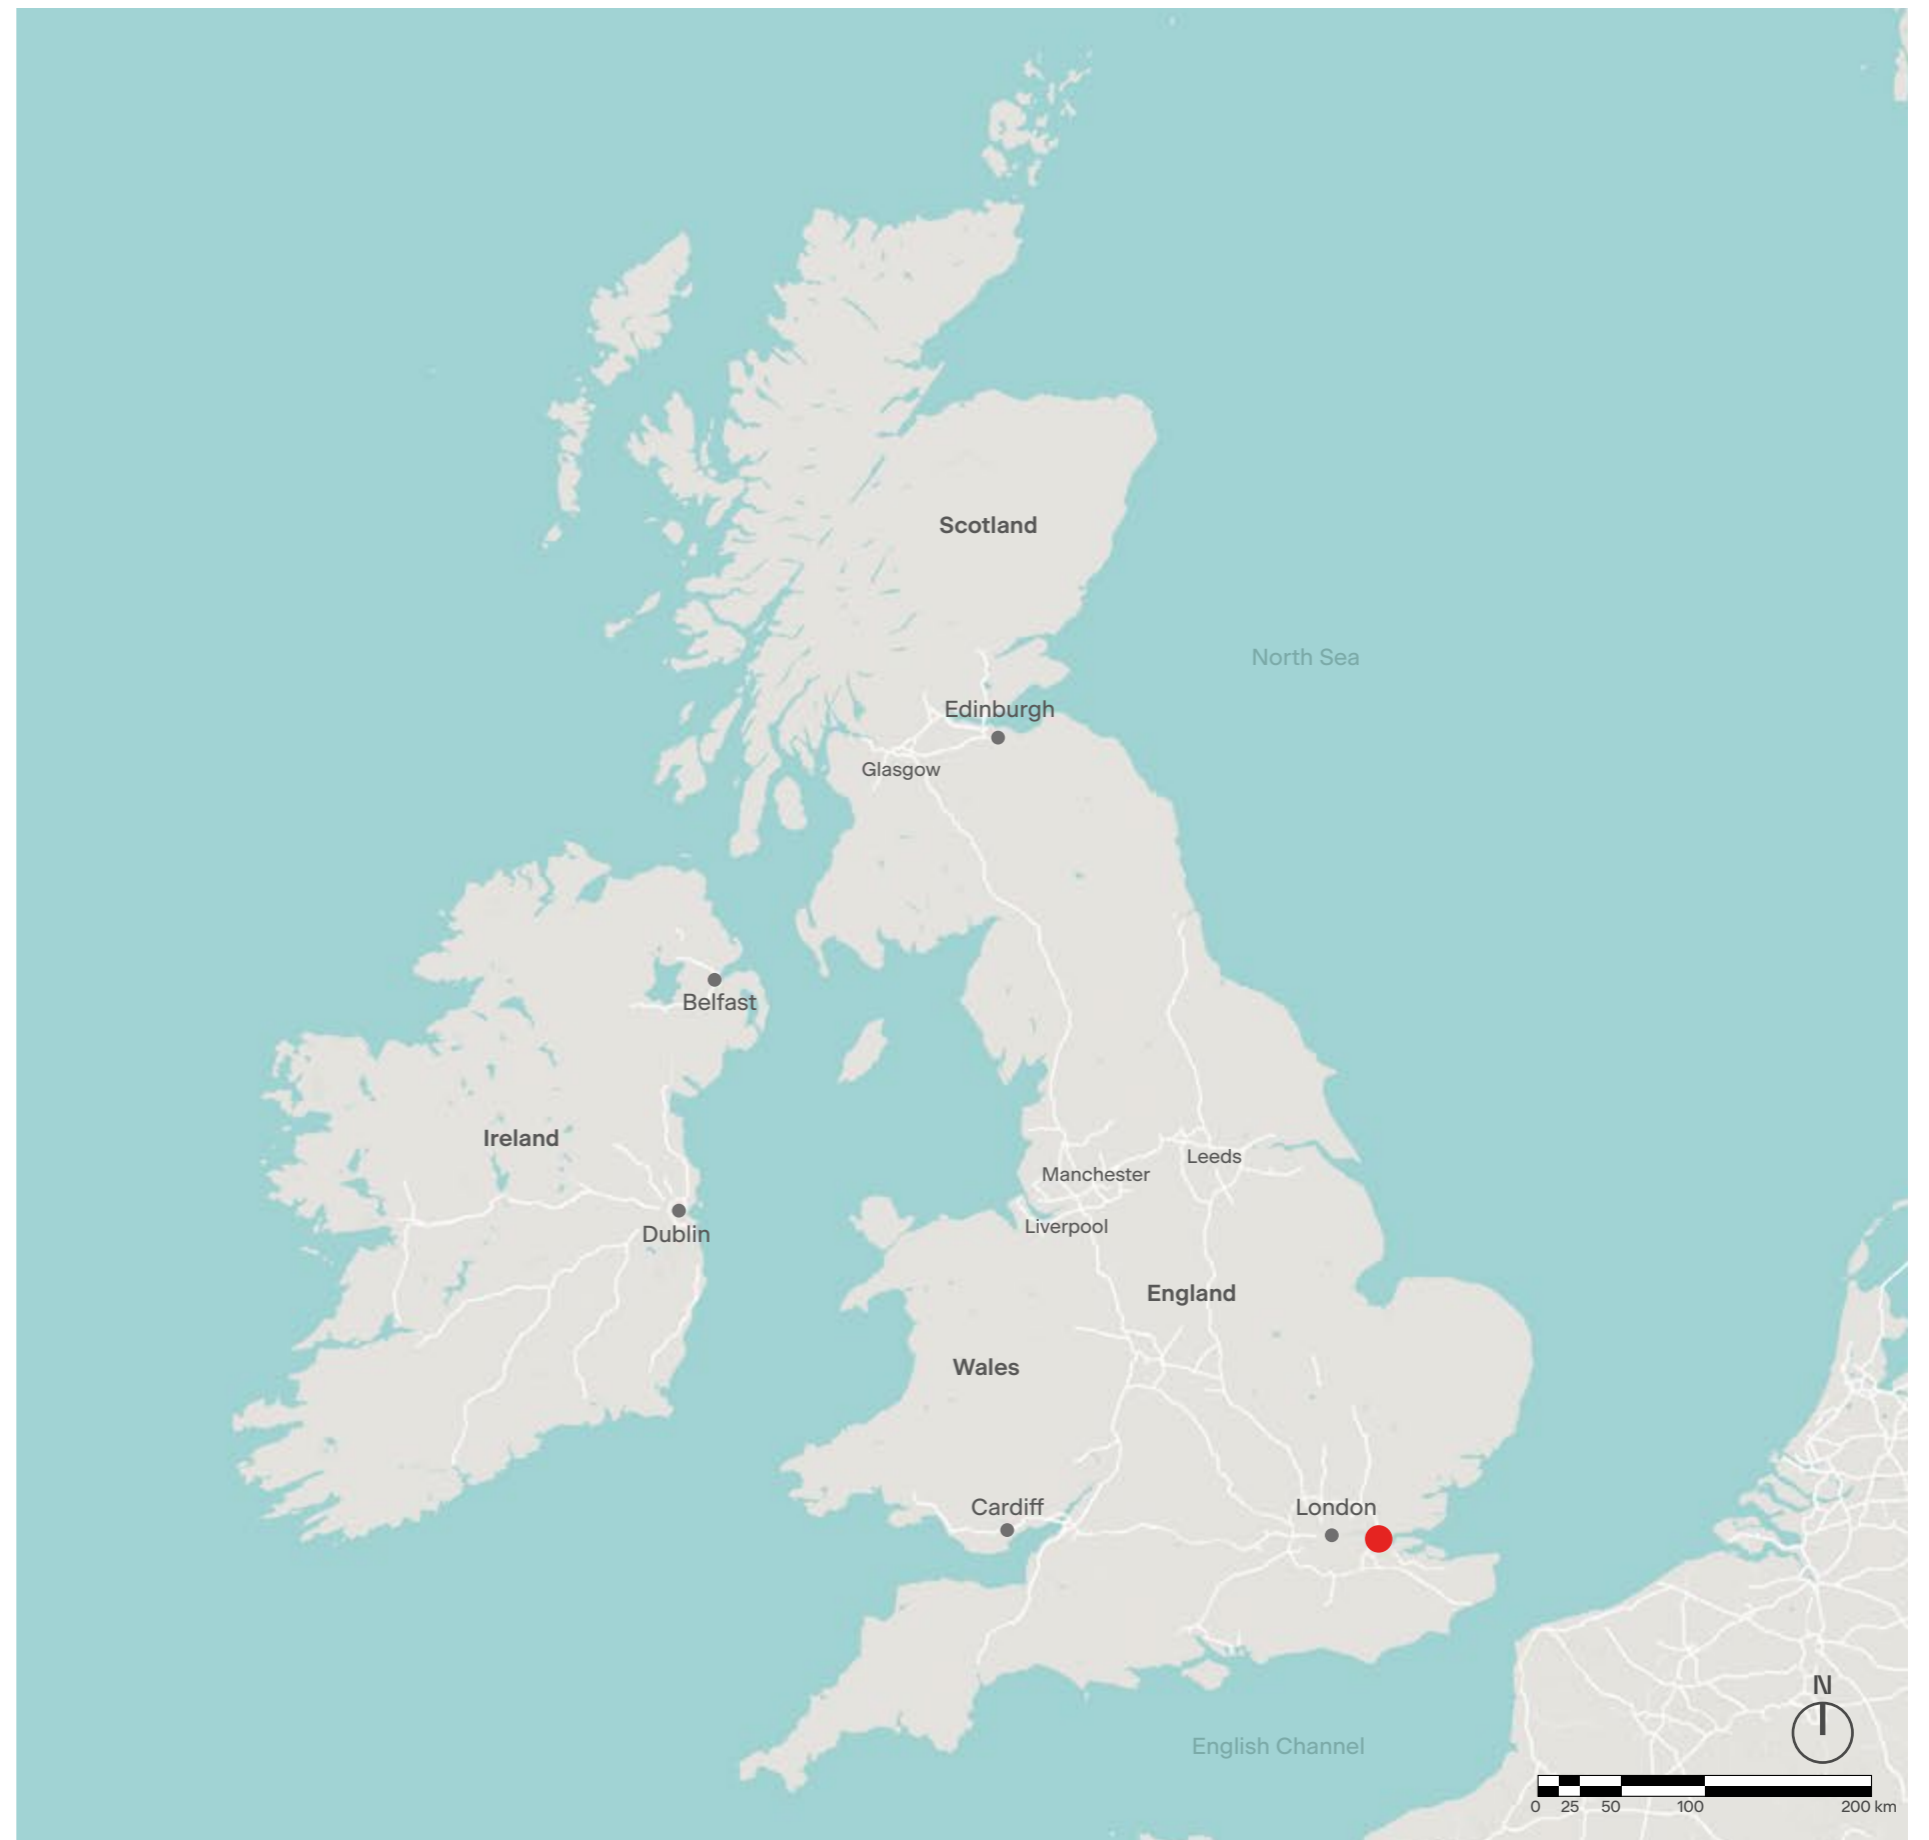 Scotland
North Sea
Edinburgh
Glasgow
Belfast
Ireland
Leeds
Manchester
Liverpool
Dublin
England
Wales
Cardiff
London
N
English Channel
0 25 50 100 200 km